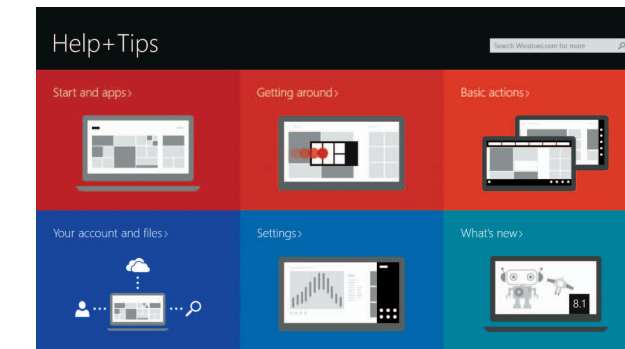 Help+Tips
Search Windows.com for more
Start and apps>
Getting around>
Basic actions>
Your account and files>
Settings>
What's new>
8.1